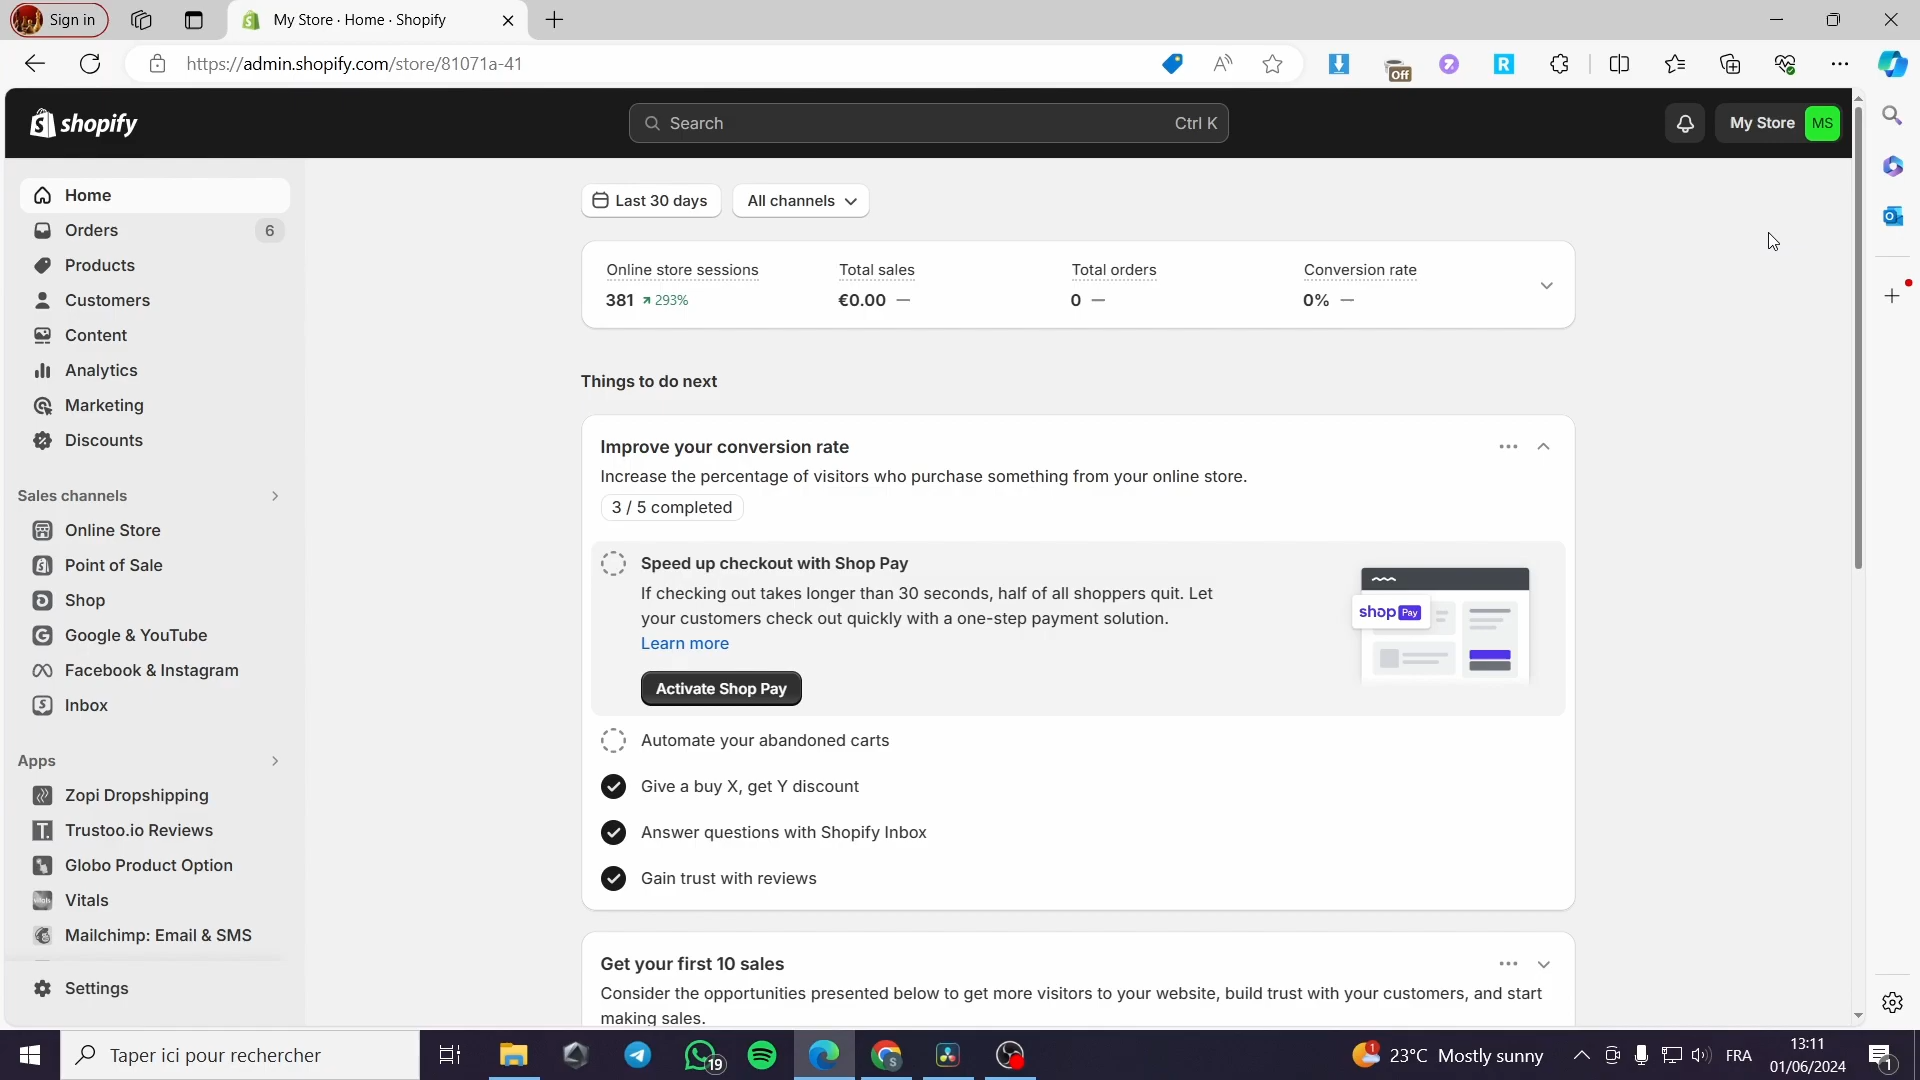 Sign in
My Store · Home · Shopify
https://admin.shopify.com/store/81071a-41
Off
shopify
Search
Ctrl K
My Store
MS
Home
Orders
6
Products
Customers
Content
Analytics
Marketing
Discounts
Sales channels
Online Store
Point of Sale
Shop
Google & YouTube
Facebook & Instagram
Inbox
Apps
Zopi Dropshipping
Trustoo.io Reviews
Globo Product Option
Vitals
Mailchimp: Email & SMS
Settings
Last 30 days
All channels
Online store sessions
381
293%
Total sales
€0.00 —
Total orders
0 —
Conversion rate
0% —
Things to do next
Improve your conversion rate
Increase the percentage of visitors who purchase something from your online store.
3 / 5 completed
Speed up checkout with Shop Pay
If checking out takes longer than 30 seconds, half of all shoppers quit. Let
your customers check out quickly with a one-step payment solution.
Learn more
Activate Shop Pay
shop Pay
Automate your abandoned carts
Give a buy X, get Y discount
Answer questions with Shopify Inbox
Gain trust with reviews
Get your first 10 sales
Consider the opportunities presented below to get more visitors to your website, build trust with your customers, and start
making sales.
Taper ici pour rechercher
19
1
23°C Mostly sunny
FRA
13:11
01/06/2024
1